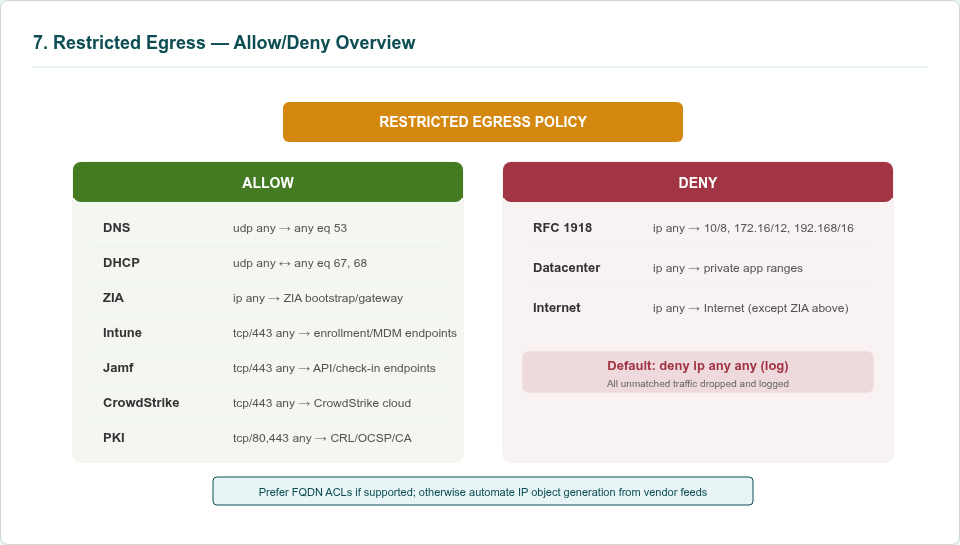 7. Restricted Egress — Allow/Deny Overview
RESTRICTED EGRESS POLICY
ALLOW
DNS udp any → any eq 53
DHCP udp any ↔ any eq 67, 68
ZIA ip any → ZIA bootstrap/gateway
Intune tcp/443 any → enrollment/MDM endpoints
Jamf tcp/443 any → API/check-in endpoints
CrowdStrike tcp/443 any → CrowdStrike cloud
PKI tcp/80,443 any → CRL/OCSP/CA
DENY
RFC 1918 ip any → 10/8, 172.16/12, 192.168/16
Datacenter ip any → private app ranges
Internet ip any → Internet (except ZIA above)
Default: deny ip any any (log)
All unmatched traffic dropped and logged
Prefer FQDN ACLs if supported; otherwise automate IP object generation from vendor feeds